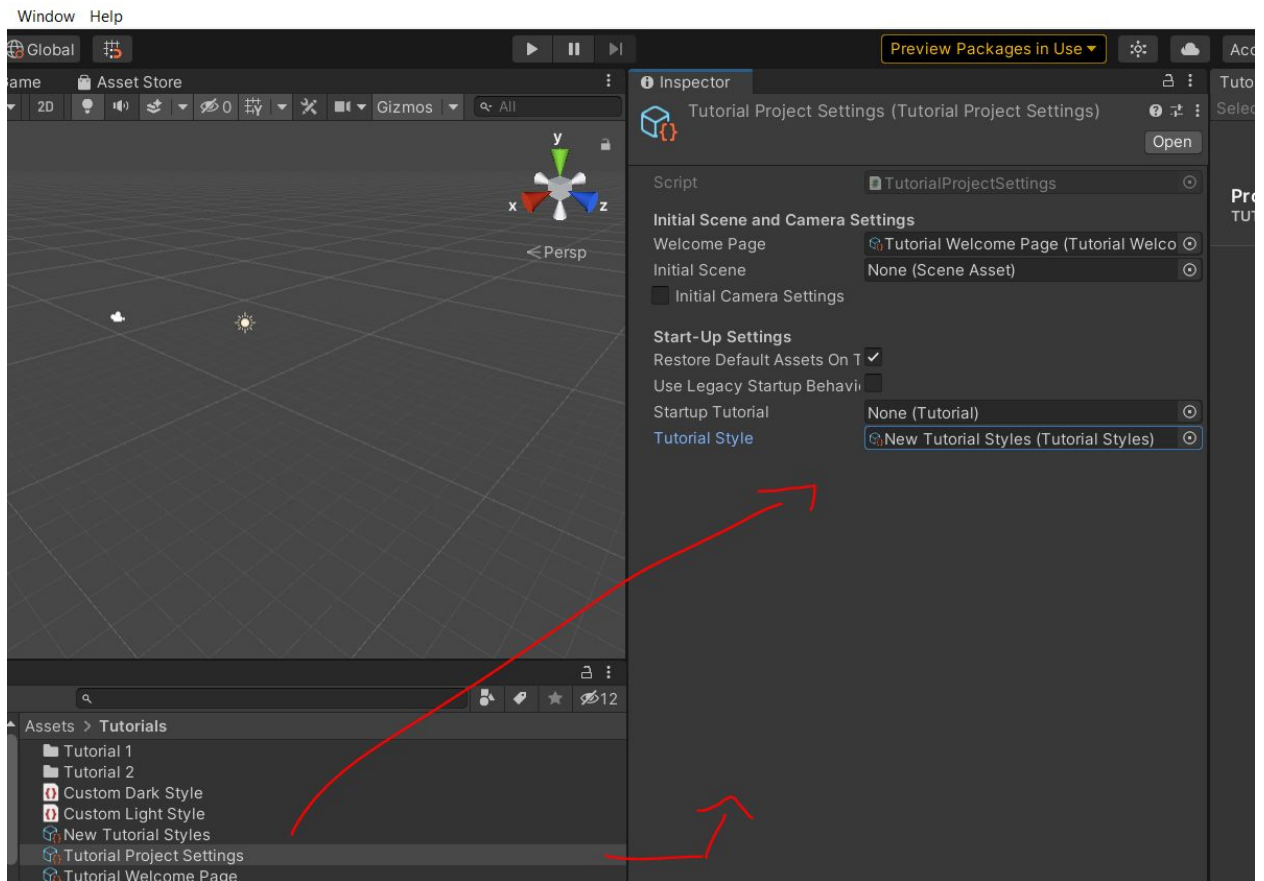 Window Help
Global
Preview Packages in Use
Acc
ame Asset Store
2D 0 Gizmos All
y
x z
Persp
12
Assets > Tutorials
Tutorial 1
Tutorial 2
Custom Dark Style
Custom Light Style
New Tutorial Styles
Tutorial Project Settings
Tutorial Welcome Page
Inspector
Tutorial Project Settings (Tutorial Project Settings)
Open
Script TutorialProjectSettings
Initial Scene and Camera Settings
Welcome Page Tutorial Welcome Page (Tutorial Welco
Initial Scene None (Scene Asset)
Initial Camera Settings
Start-Up Settings
Restore Default Assets On T
Use Legacy Startup Behavi
Startup Tutorial None (Tutorial)
Tutorial Style New Tutorial Styles (Tutorial Styles)
Tuto
Selec
Pro
TUT